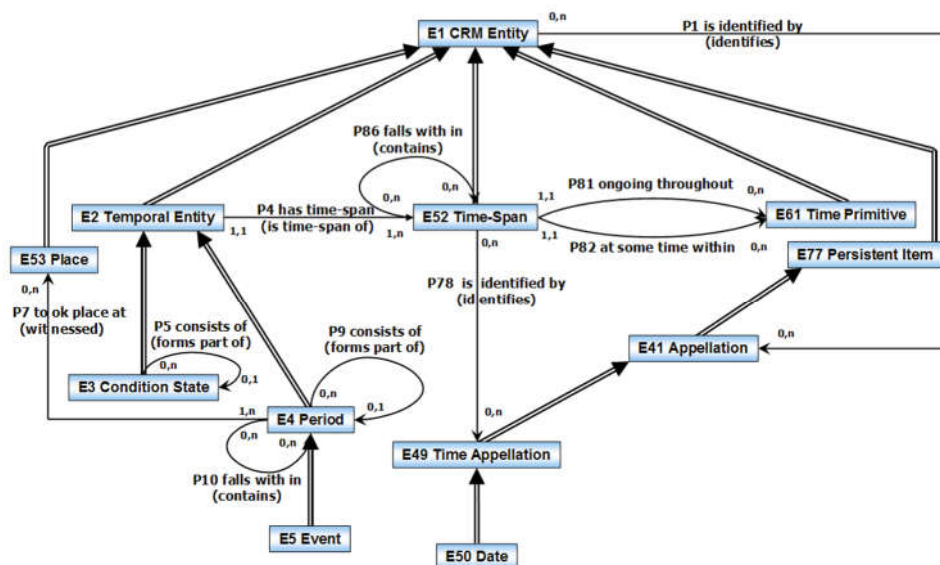 0,n
E1 CRM Entity
P1 is identified by
(identifies)
P86 falls with in
(contains)
0,n
0,n
P81 ongoing throughout
1,1
0,n
E2 Temporal Entity
P4 has time-span
(is time-span of)
1,1
1,n
E52 Time-Span
1,1
0,n
P82 at some time within
0,n
E61 Time Primitive
E77 Persistent Item
E53 Place
0,n
P7 to ok place at
(witnessed)
P78 is identified by
(identifies)
P5 consists of
(forms part of)
0,n
0,1
P9 consists of
(forms part of)
0,n
E41 Appellation
E3 Condition State
0,n
0,1
1,n
E4 Period
0,n
0,n
0,n
P10 falls with in
(contains)
E49 Time Appellation
E5 Event
E50 Date